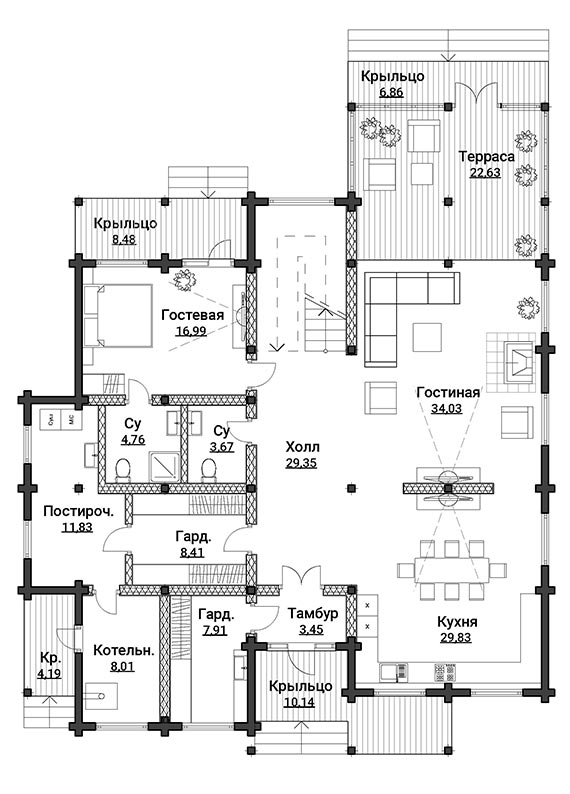 Крыльцо
6.86
Терраса
22.63
Крыльцо
8.48
Гостевая
16.99
Гостиная
34.03
Су
4.76
Су
3.67
Холл
29.35
Суш
МС
Постироч.
11.83
Гард.
8.41
Гард.
7.91
Тамбур
3.45
Кухня
29.83
x
x
Кр.
4.19
Котельн.
8.01
Крыльцо
10.14